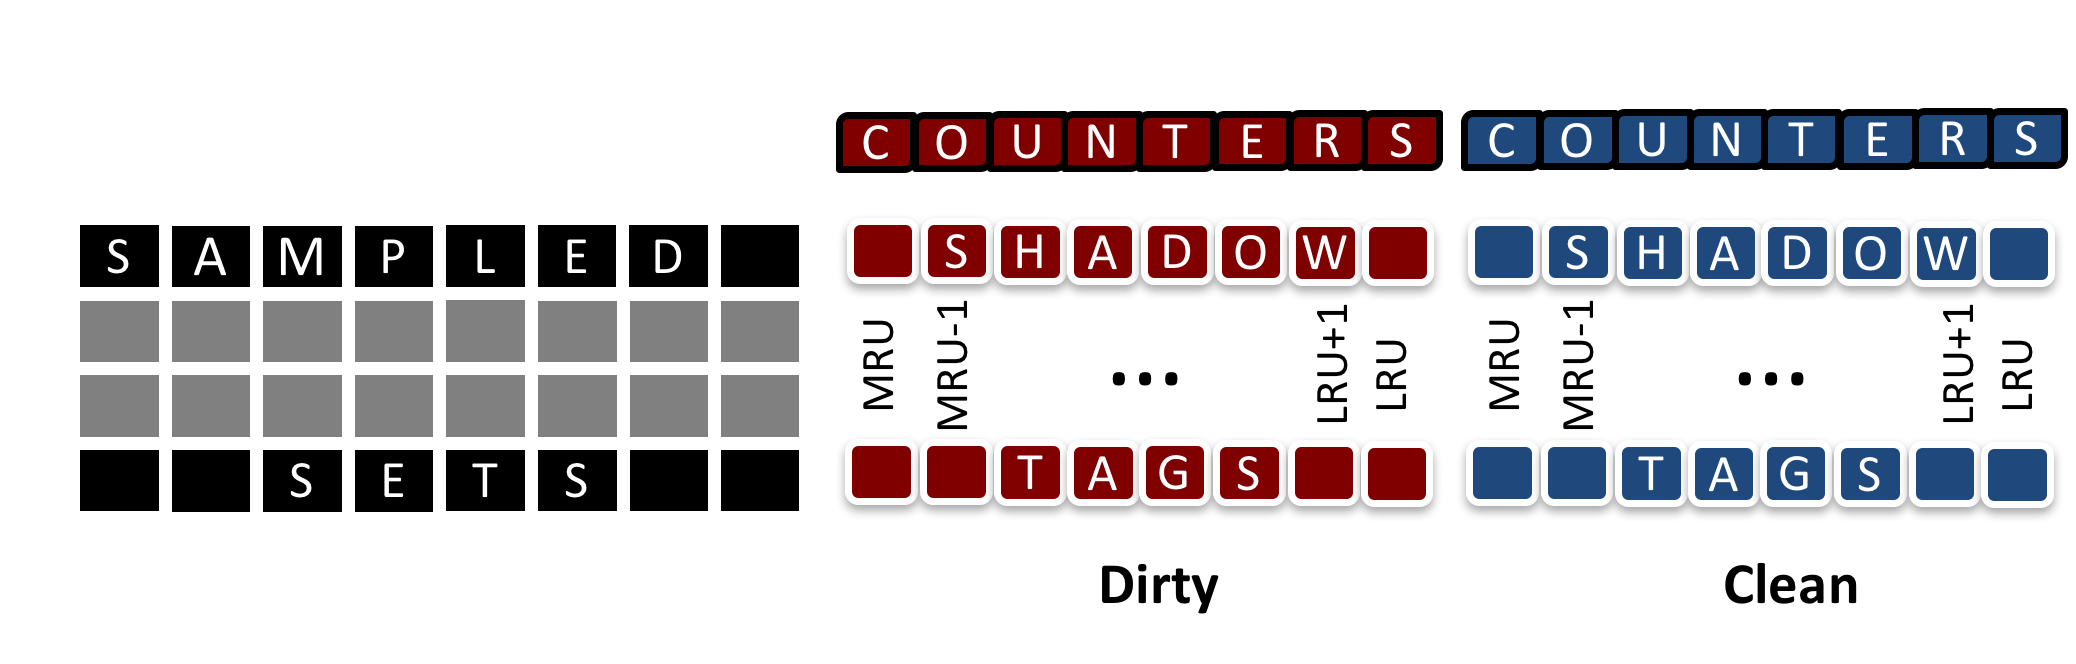 COUNTERS COUNTERS
SAMPLED SHADOW SHADOW
MRU MRU-1 ... LRU+1 LRU MRU MRU-1 ... LRU+1 LRU
SETS TAGS TAGS
Dirty Clean